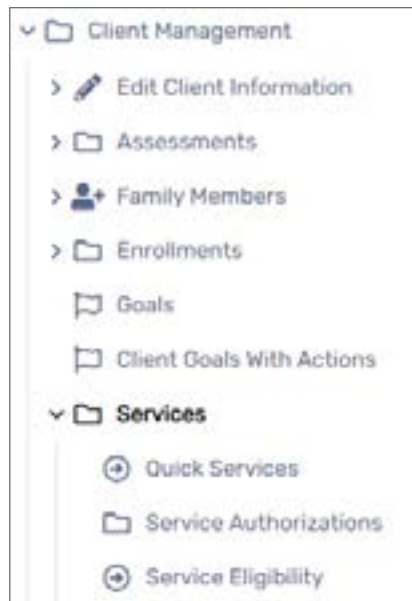 Client Management
Edit Client Information
Assessments
Family Members
Enrollments
Goals
Client Goals With Actions
Services
Quick Services
Service Authorizations
Service Eligibility